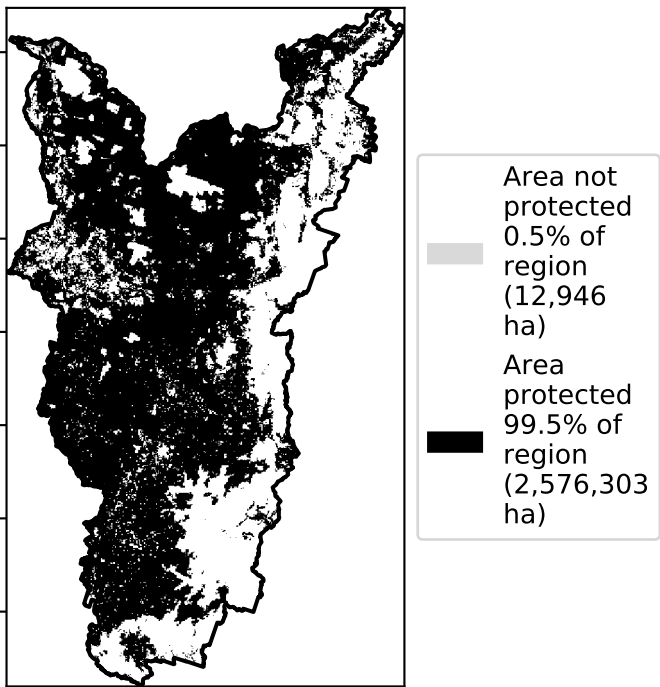 Area not
protected
0.5% of
region
(12,946
ha)
Area
protected
99.5% of
region
(2,576,303
ha)